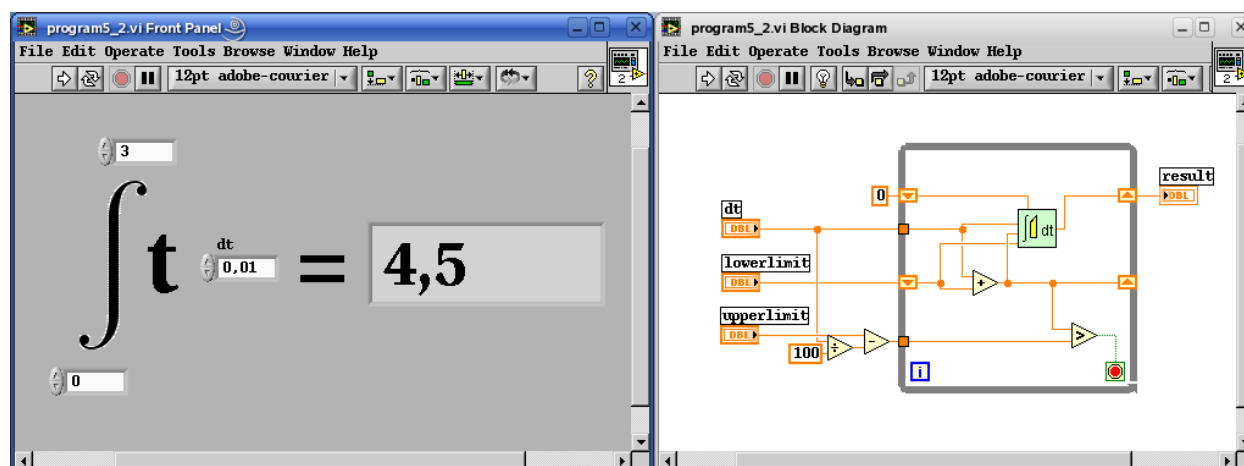 program5_2.vi Front Panel
File Edit Operate Tools Browse Window Help
12pt adobe-courier
?
2
3
∫
t
dt
0,01
=
4,5
0
program5_2.vi Block Diagram
File Edit Operate Tools Browse Window Help
12pt adobe-courier
2
0
result
DBL
dt
DBL
∫ dt
lowerlimit
DBL
+
upperlimit
DBL
100
÷
-
>
i